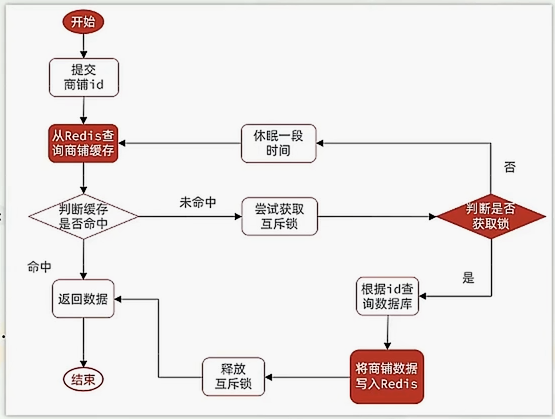 开始
提交
商铺id
从Redis查
询商铺缓存
休眠一段
时间
否
判断缓存
是否命中
未命中
尝试获取
互斥锁
判断是否
获取锁
命中
是
返回数据
根据id查
询数据库
结束
释放
互斥锁
将商铺数据
写入Redis